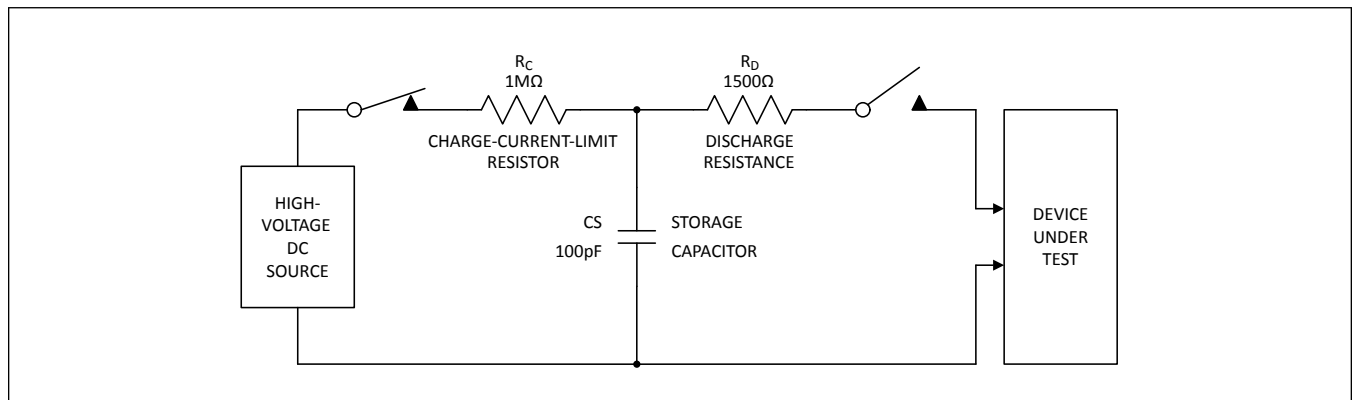 R_C
1MΩ
CHARGE-CURRENT-LIMIT
RESISTOR
R_D
1500Ω
DISCHARGE
RESISTANCE
HIGH-
VOLTAGE
DC
SOURCE
CS
100pF
STORAGE
CAPACITOR
DEVICE
UNDER
TEST